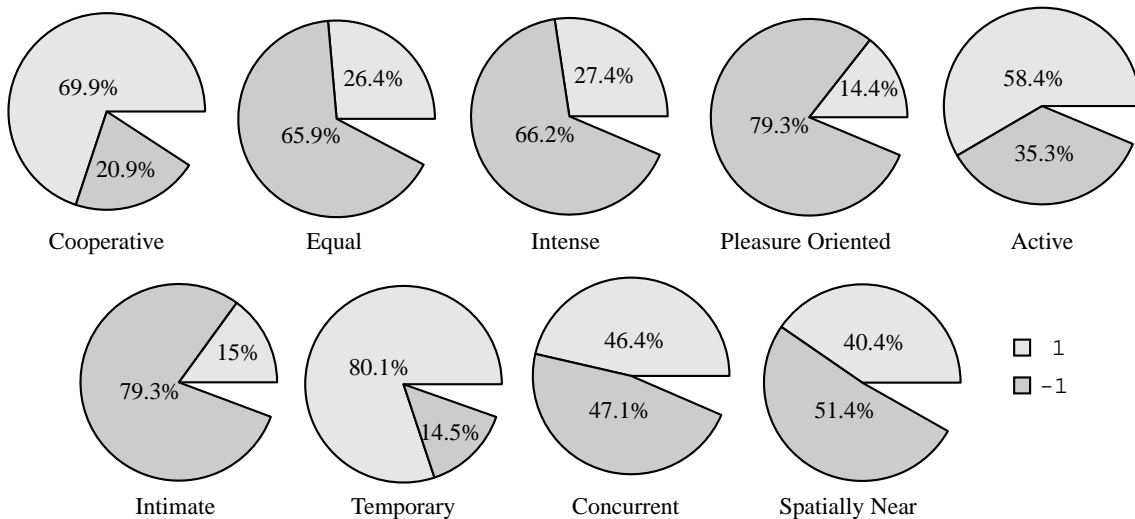 69.9%
20.9%
Cooperative
26.4%
65.9%
Equal
27.4%
66.2%
Intense
14.4%
79.3%
Pleasure Oriented
58.4%
35.3%
Active
15%
79.3%
Intimate
80.1%
14.5%
Temporary
46.4%
47.1%
Concurrent
40.4%
51.4%
Spatially Near
1
-1